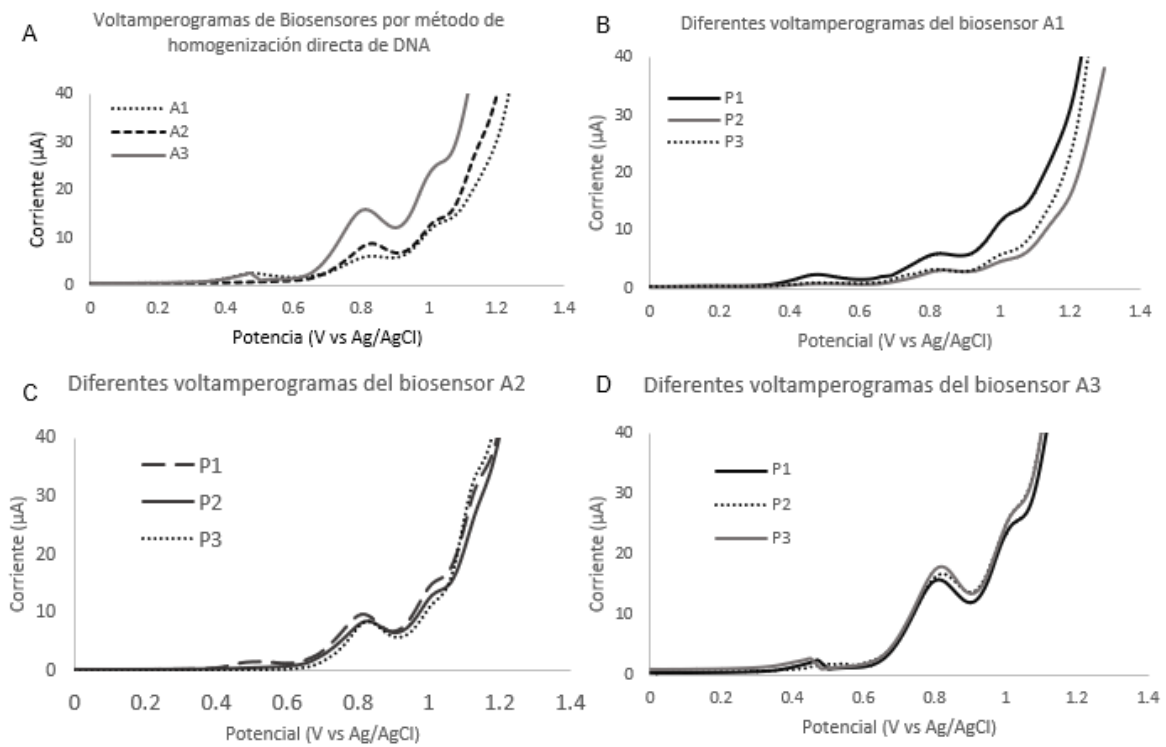 A
Voltamperogramas de Biosensores por método de
homogenización directa de DNA
40
30
20
10
0
Corriente (µA)
A1
A2
A3
0 0.2 0.4 0.6 0.8 1 1.2 1.4
Potencia (V vs Ag/AgCl)
B
Diferentes voltamperogramas del biosensor A1
40
30
20
10
0
Corriente (µA)
P1
P2
P3
0 0.2 0.4 0.6 0.8 1 1.2 1.4
Potencial (V vs Ag/AgCl)
C
Diferentes voltamperogramas del biosensor A2
40
30
20
10
0
Corriente (µA)
P1
P2
P3
0 0.2 0.4 0.6 0.8 1 1.2 1.4
Potencial (V vs Ag/AgCl)
D
Diferentes voltamperogramas del biosensor A3
40
30
20
10
0
Corriente (µA)
P1
P2
P3
0 0.2 0.4 0.6 0.8 1 1.2 1.4
Potencial (V vs Ag/AgCl)